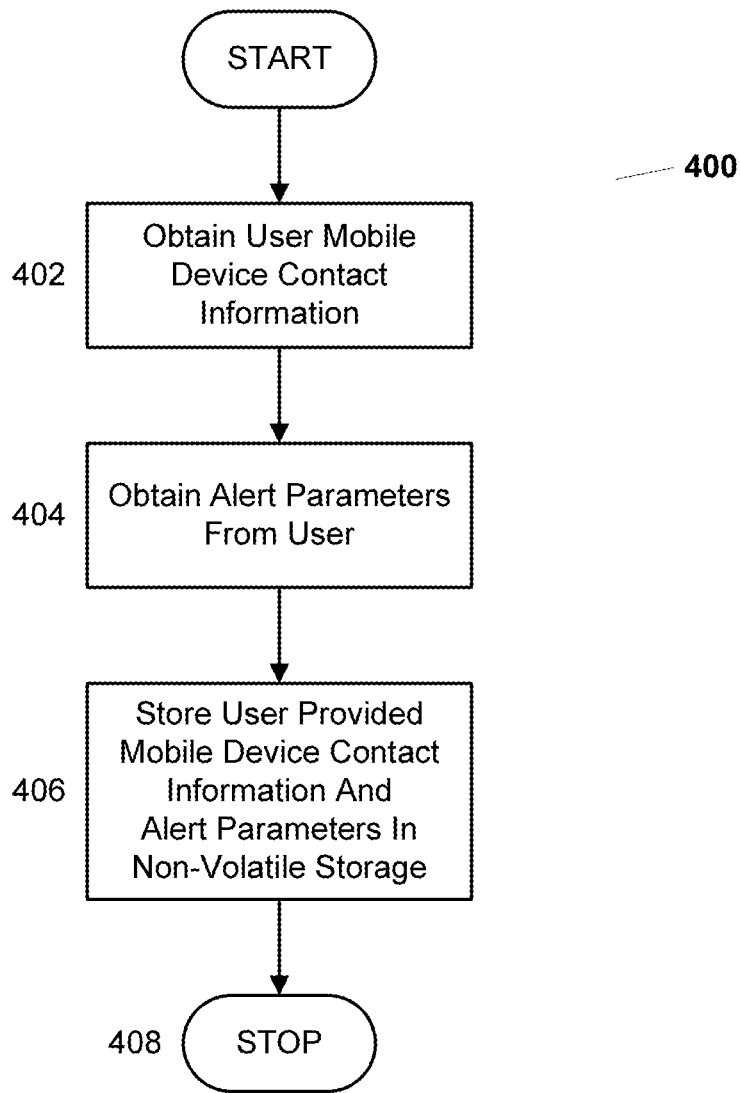 START
400
402
Obtain User Mobile
Device Contact
Information
404
Obtain Alert Parameters
From User
406
Store User Provided
Mobile Device Contact
Information And
Alert Parameters In
Non-Volatile Storage
408
STOP